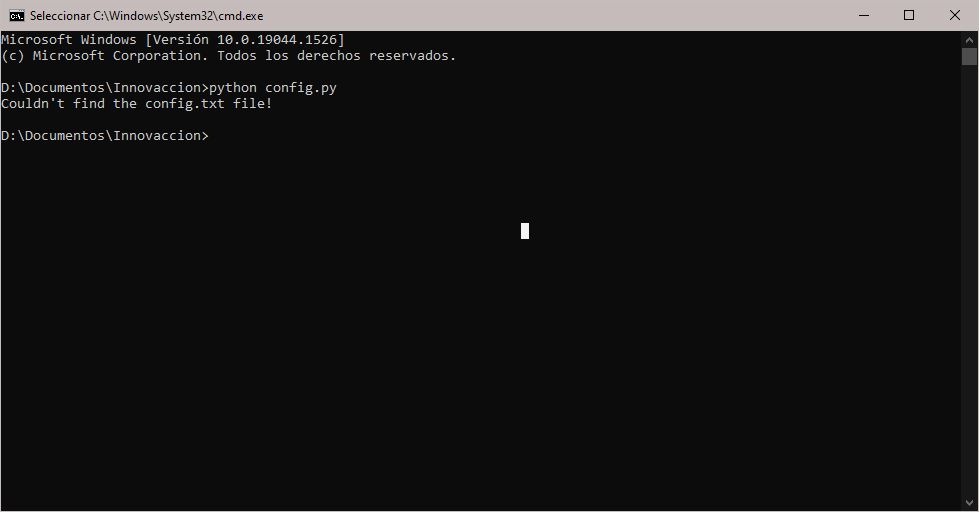 Seleccionar C:\Windows\System32\cmd.exe
Microsoft Windows [Versión 10.0.19044.1526]
(c) Microsoft Corporation. Todos los derechos reservados.
D:\Documentos\Innovaccion>python config.py
Couldn't find the config.txt file!
D:\Documentos\Innovaccion>